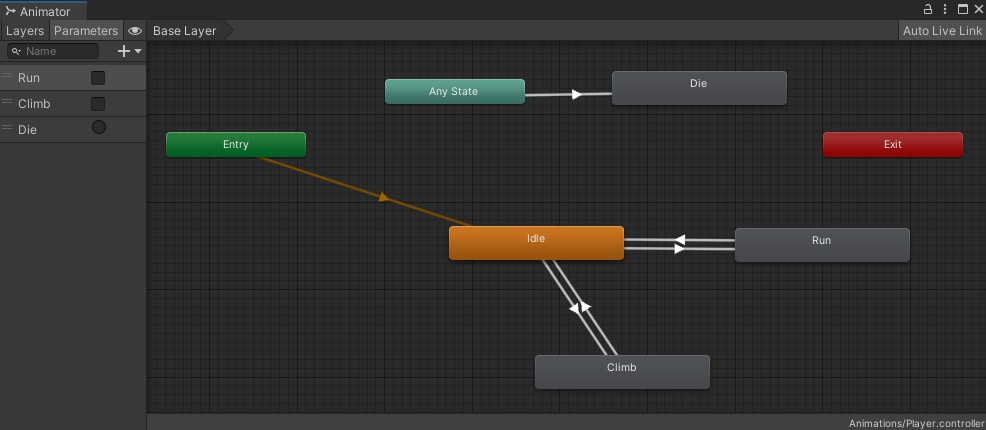 Animator
Layers Parameters
Base Layer
Auto Live Link
Name
Run
Climb
Die
Any State
Die
Entry
Exit
Idle
Run
Climb
Animations/Player.controller